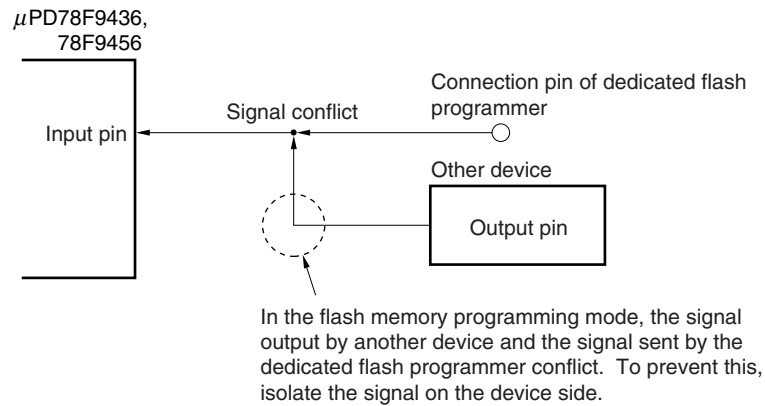 μPD78F9436,
78F9456
Connection pin of dedicated flash
programmer
Signal conflict
Input pin
Other device
Output pin
In the flash memory programming mode, the signal
output by another device and the signal sent by the
dedicated flash programmer conflict.  To prevent this,
isolate the signal on the device side.